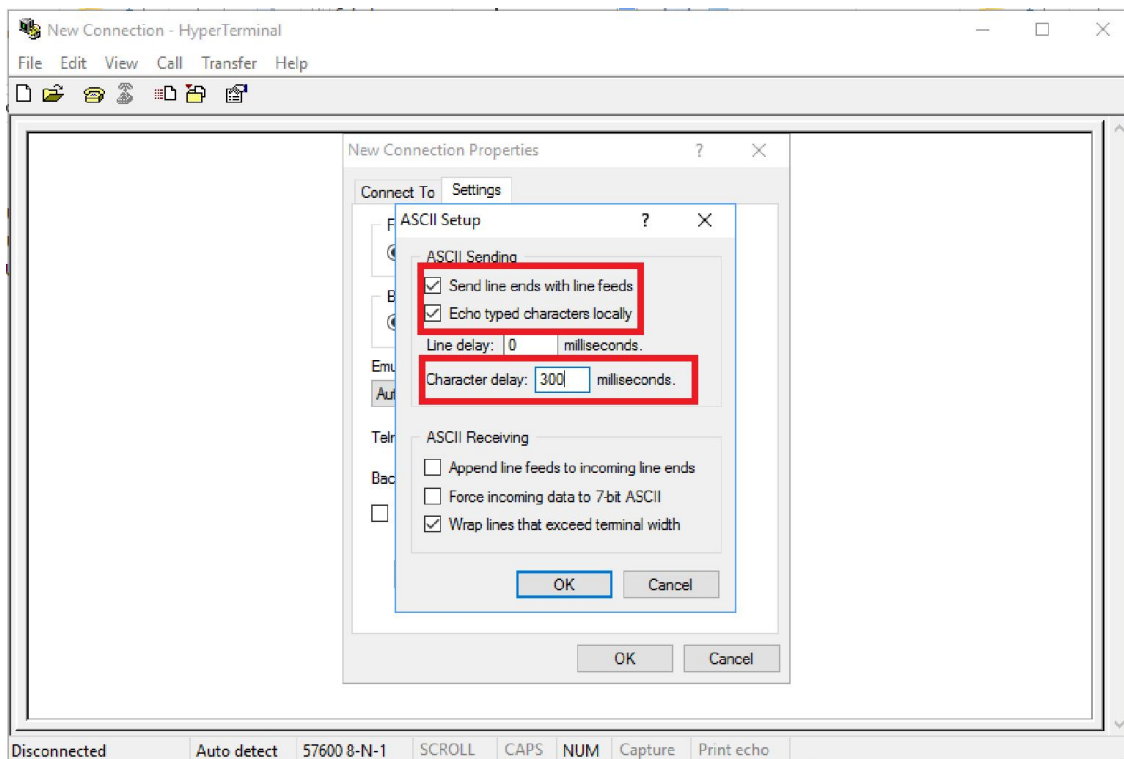 New Connection - HyperTerminal
File Edit View Call Transfer Help
New Connection Properties ?
Connect To Settings
ASCII Setup ?
ASCII Sending
Send line ends with line feeds
Echo typed characters locally
Line delay: 0 milliseconds.
Character delay: 300 milliseconds.
ASCII Receiving
Append line feeds to incoming line ends
Force incoming data to 7-bit ASCII
Wrap lines that exceed terminal width
OK Cancel
OK Cancel
Disconnected Auto detect 57600 8-N-1 SCROLL CAPS NUM Capture Print echo